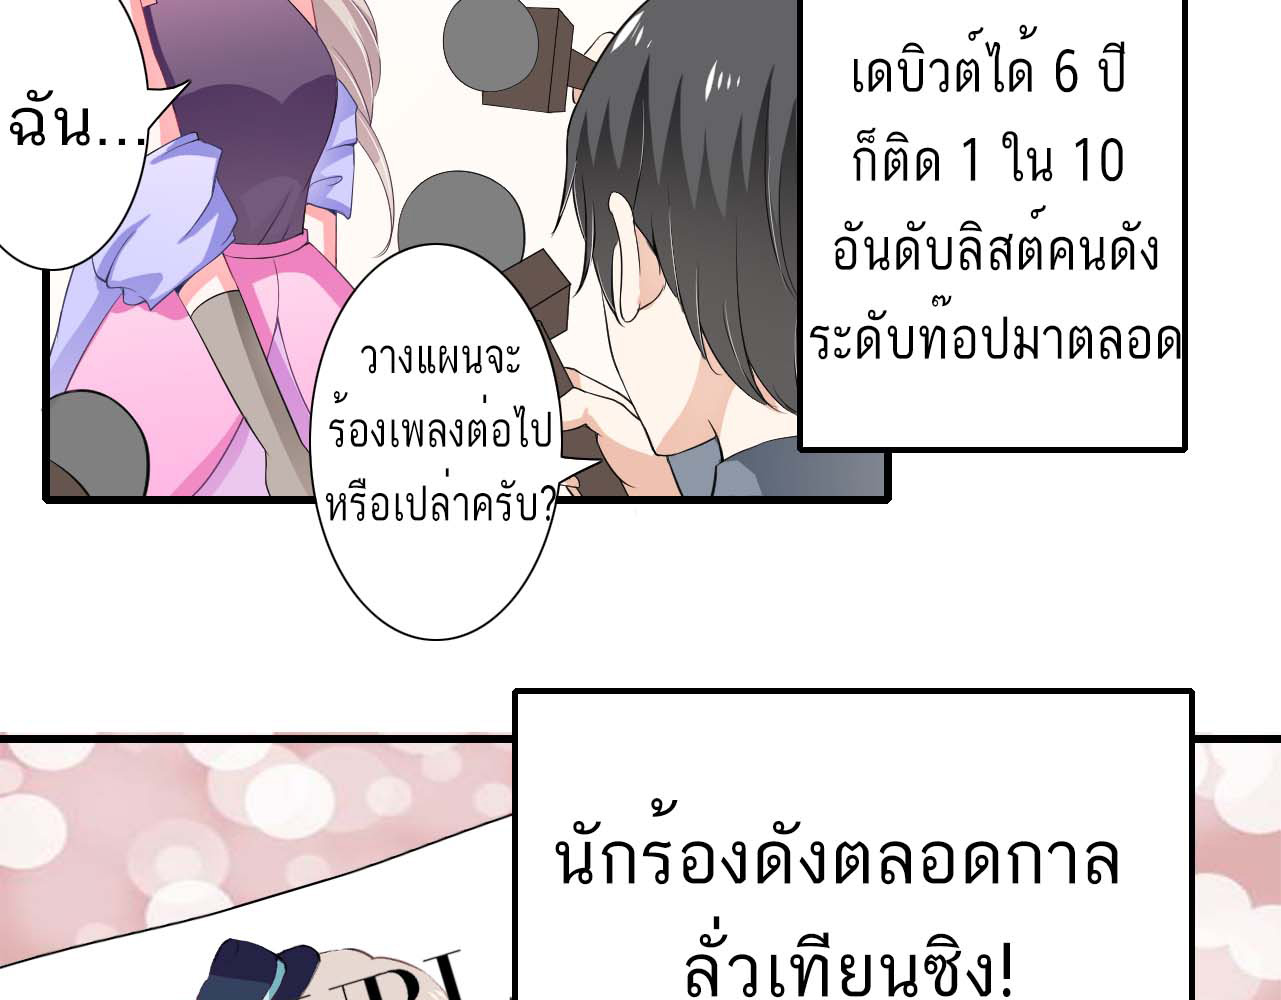 ฉัน...
เดบิวต์ได้ 6 ปี
ก็ติด 1 ใน 10
อันดับลิสต์คนดัง
ระดับท๊อปมาตลอด
วางแผนจะ
ร้องเพลงต่อไป
หรือเปล่าครับ?
นักร้องดังตลอดกาล
ลั่วเทียนซิง!